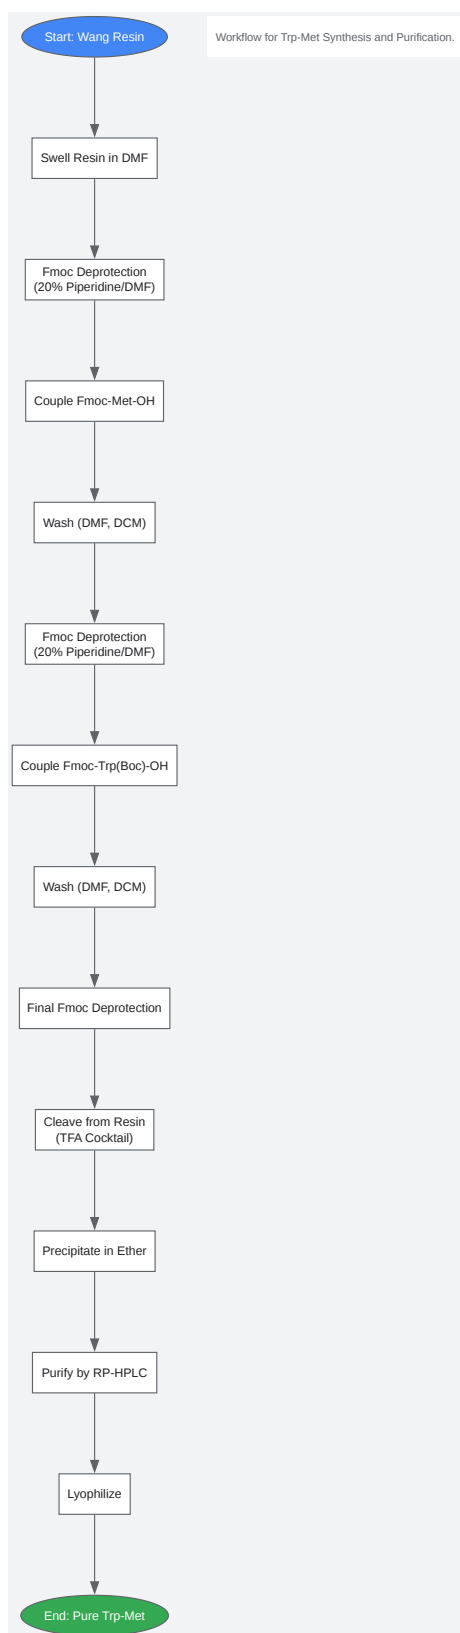 Start: Wang Resin
Workflow for Trp-Met Synthesis and Purification.
Swell Resin in DMF
Fmoc Deprotection
(20% Piperidine/DMF)
Couple Fmoc-Met-OH
Wash (DMF, DCM)
Fmoc Deprotection
(20% Piperidine/DMF)
Couple Fmoc-Trp(Boc)-OH
Wash (DMF, DCM)
Final Fmoc Deprotection
Cleave from Resin
(TFA Cocktail)
Precipitate in Ether
Purify by RP-HPLC
Lyophilize
End: Pure Trp-Met